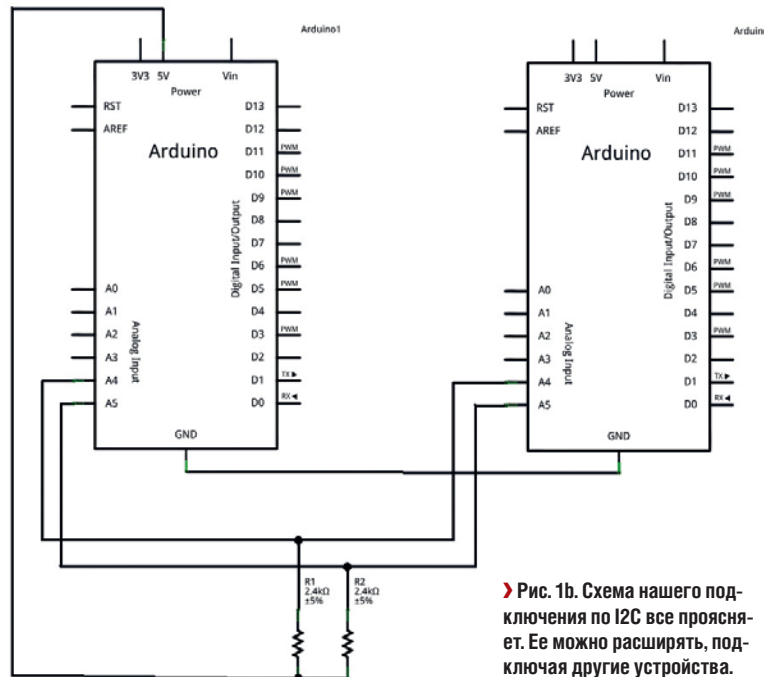 Arduino1
3V3 5V Vin
Power
RST
AREF
Arduino
D13
D12
D11 PWM
D10 PWM
D9 PWM
D8
D7
D6 PWM
D5 PWM
D4
D3 PWM
D2
D1 TX
D0 RX
Digital Input/Output
A0
A1
A2
A3
A4
A5
Analog Input
GND
Arduin
3V3 5V Vin
Power
RST
AREF
Arduino
D13
D12
D11 PWM
D10 PWM
D9 PWM
D8
D7
D6 PWM
D5 PWM
D4
D3 PWM
D2
D1 TX
D0 RX
Digital Input/Output
A0
A1
A2
A3
A4
A5
Analog Input
GND
R1
2.4kΩ
±5%
R2
2.4kΩ
±5%
Рис. 1b. Схема нашего под-
ключения по I2C все проясня-
ет. Ее можно расширять, под-
ключая другие устройства.